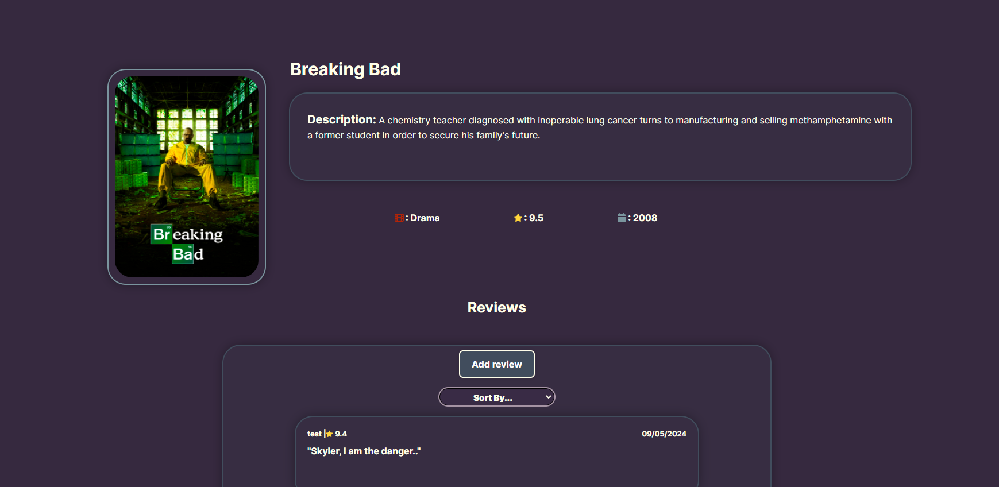 Breaking Bad
Description: A chemistry teacher diagnosed with inoperable lung cancer turns to manufacturing and selling methamphetamine with
a former student in order to secure his family's future.
: Drama
: 9.5
: 2008
35
Breaking
56
Bad
Reviews
Add review
Sort By...
test | 9.4
09/05/2024
"Skyler, I am the danger.."